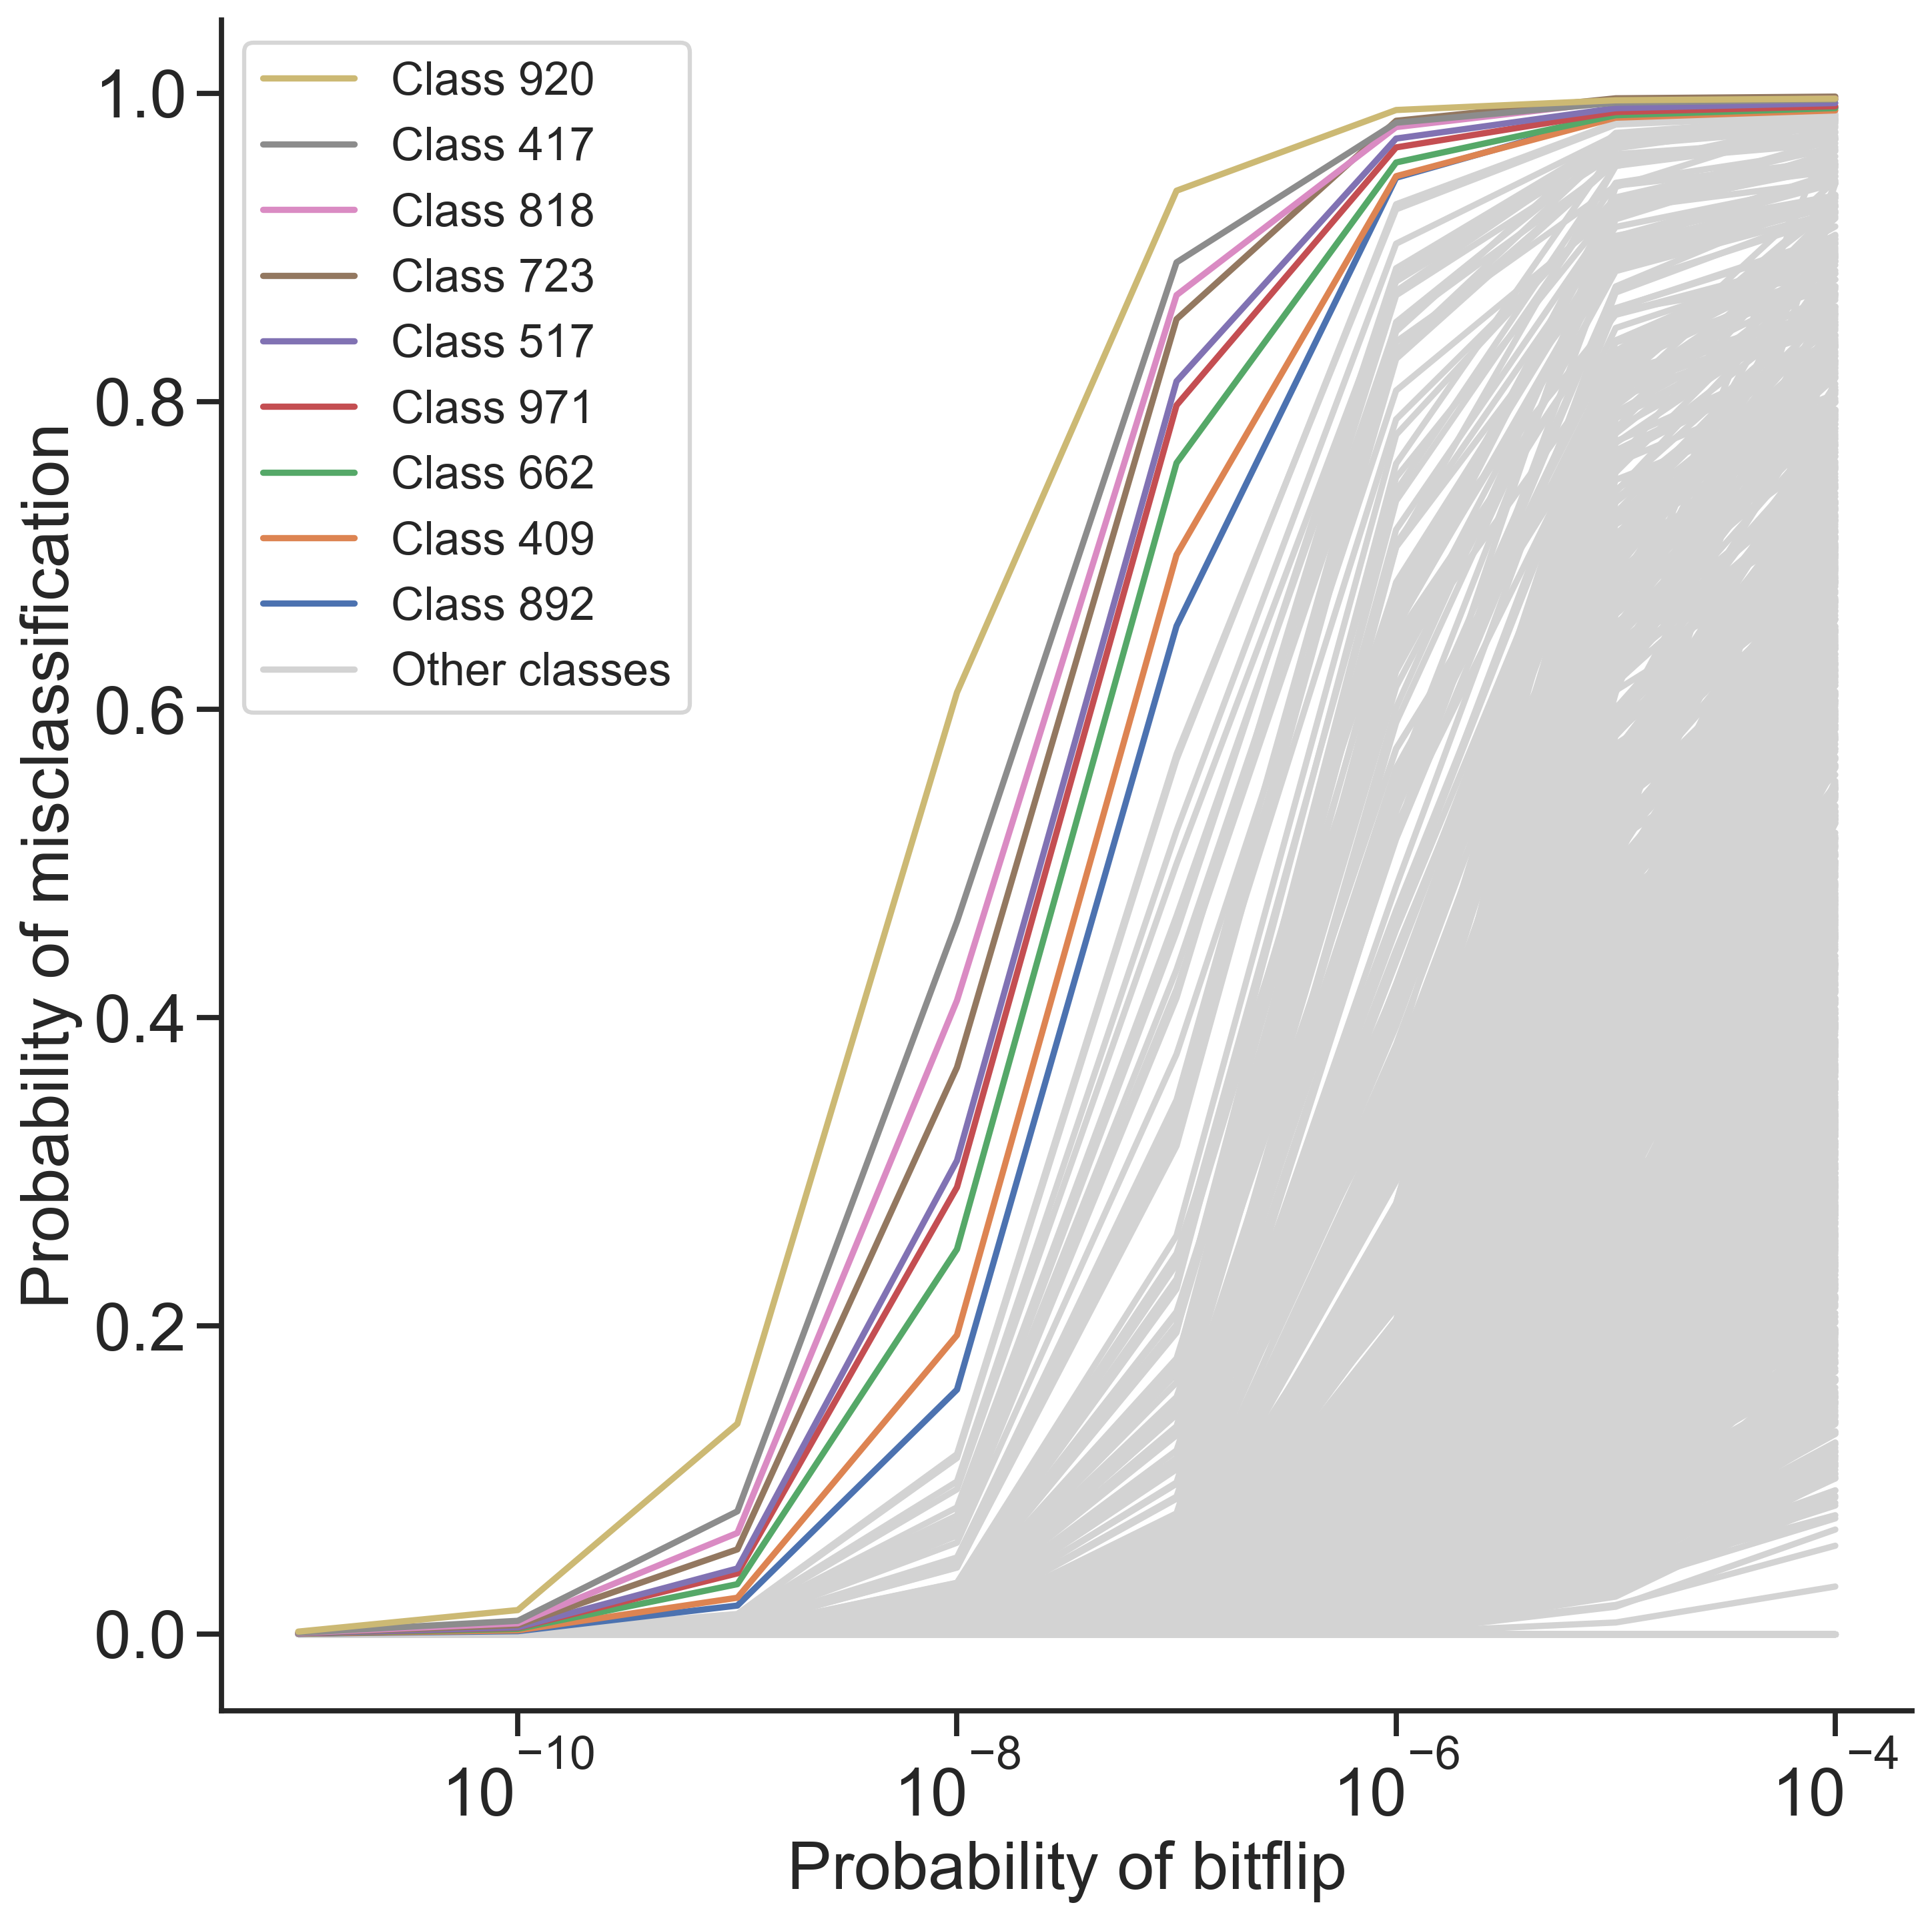 Probability of misclassification
1.0
0.8
0.6
0.4
0.2
0.0
Class 920
Class 417
Class 818
Class 723
Class 517
Class 971
Class 662
Class 409
Class 892
Other classes
10⁻¹⁰ 10⁻⁸ 10⁻⁶ 10⁻⁴
Probability of bitflip